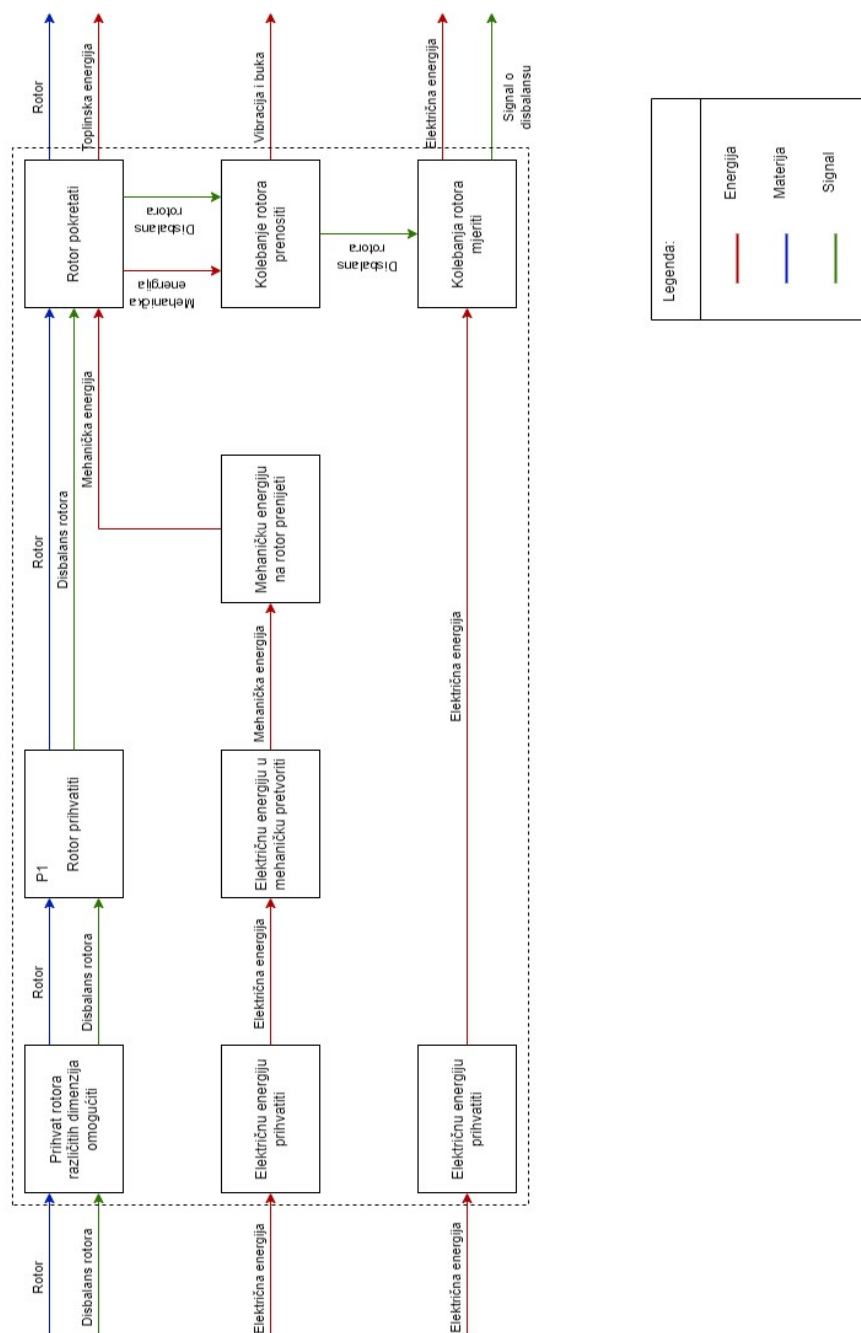 Rotor
Disbalans rotora
Prihvat rotora
različitih dimenzija
omogućiti
Rotor
Disbalans rotora
P1
Rotor prihvatiti
Rotor
Disbalans rotora
Mehanička energija
Rotor pokretati
Rotor
Toplinska energija
Mehanička
energija
Disbalans
rotora
Električna energija
Električnu energiju
prihvatiti
Električna energija
Električnu energiju u
mehaničku pretvoriti
Mehanička energija
Mehaničku energiju
na rotor prenijeti
Kolebanje rotora
prenositi
Vibracija i buka
Disbalans
rotora
Električna energija
Električnu energiju
prihvatiti
Električna energija
Kolebanja rotora
mjeriti
Električna energija
Signal o
disbalansu
Legenda:
Energija
Materija
Signal